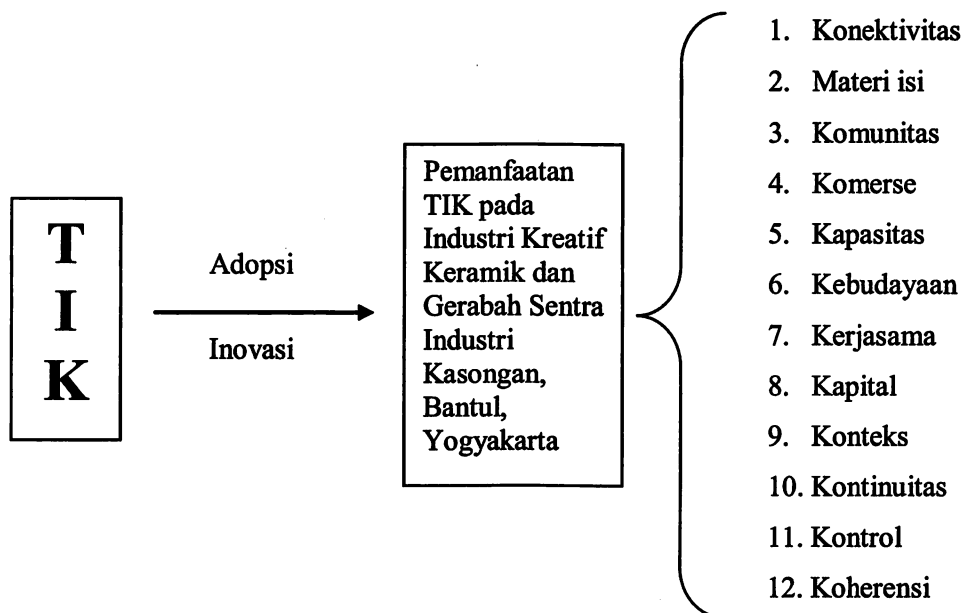 T
I
K
Adopsi
Inovasi
Pemanfaatan
TIK pada
Industri Kreatif
Keramik dan
Gerabah Sentra
Industri
Kasongan,
Bantul,
Yogyakarta
1. Konektivitas
2. Materi isi
3. Komunitas
4. Komerse
5. Kapasitas
6. Kebudayaan
7. Kerjasama
8. Kapital
9. Konteks
10. Kontinuitas
11. Kontrol
12. Koherensi